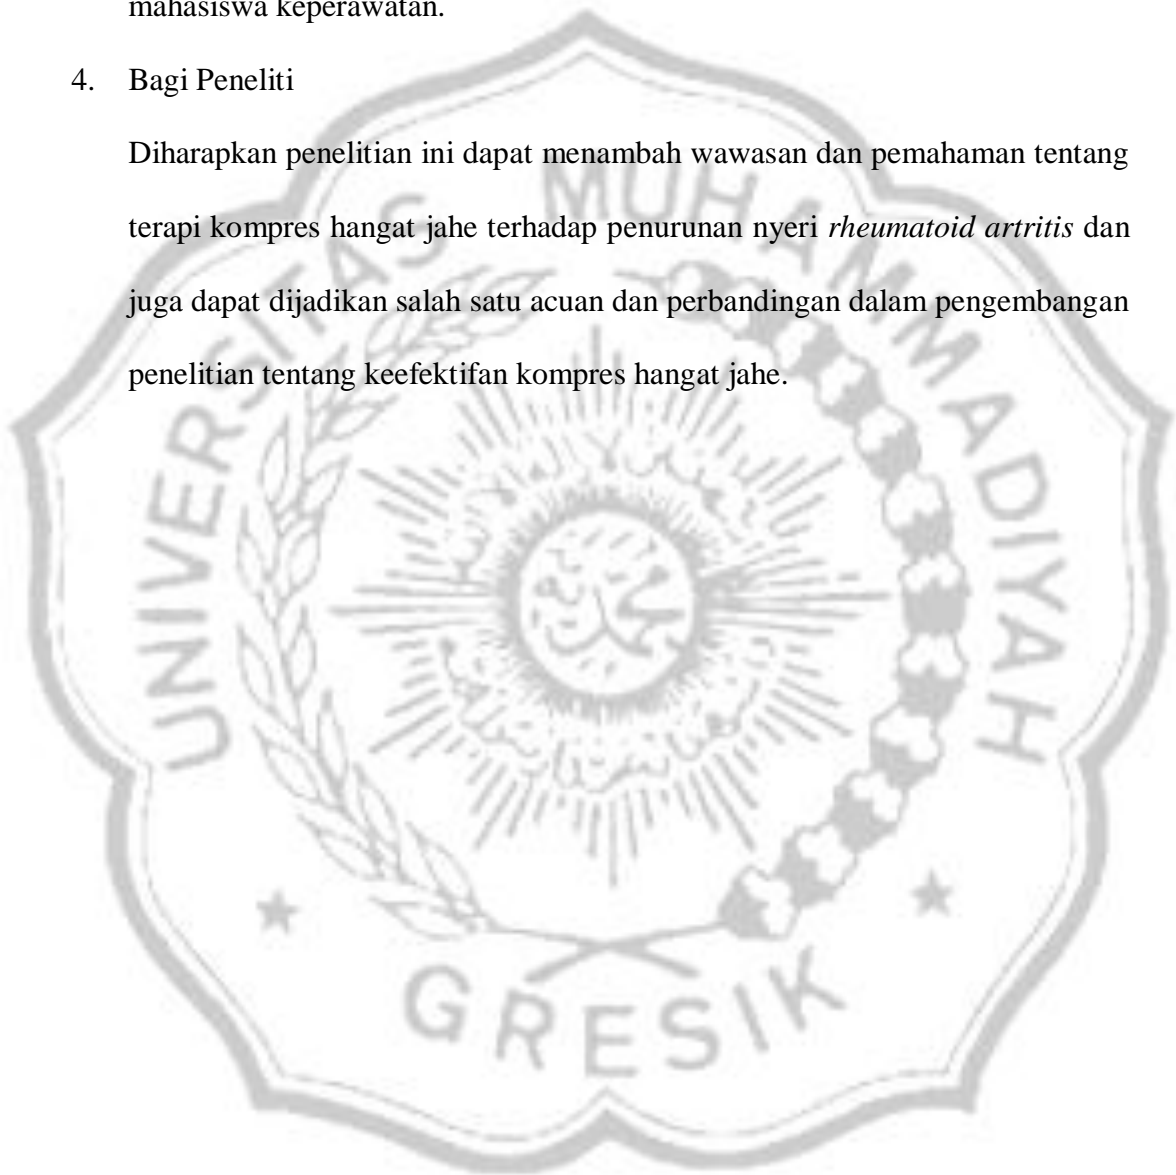 mahasiswa keperawatan.
4. Bagi Peneliti
Diharapkan penelitian ini dapat menambah wawasan dan pemahaman tentang
terapi kompres hangat jahe terhadap penurunan nyeri rheumatoid artritis dan
juga dapat dijadikan salah satu acuan dan perbandingan dalam pengembangan
penelitian tentang keefektifan kompres hangat jahe.
UNIVERSITAS MUHAMMADIYAH
GRESIK